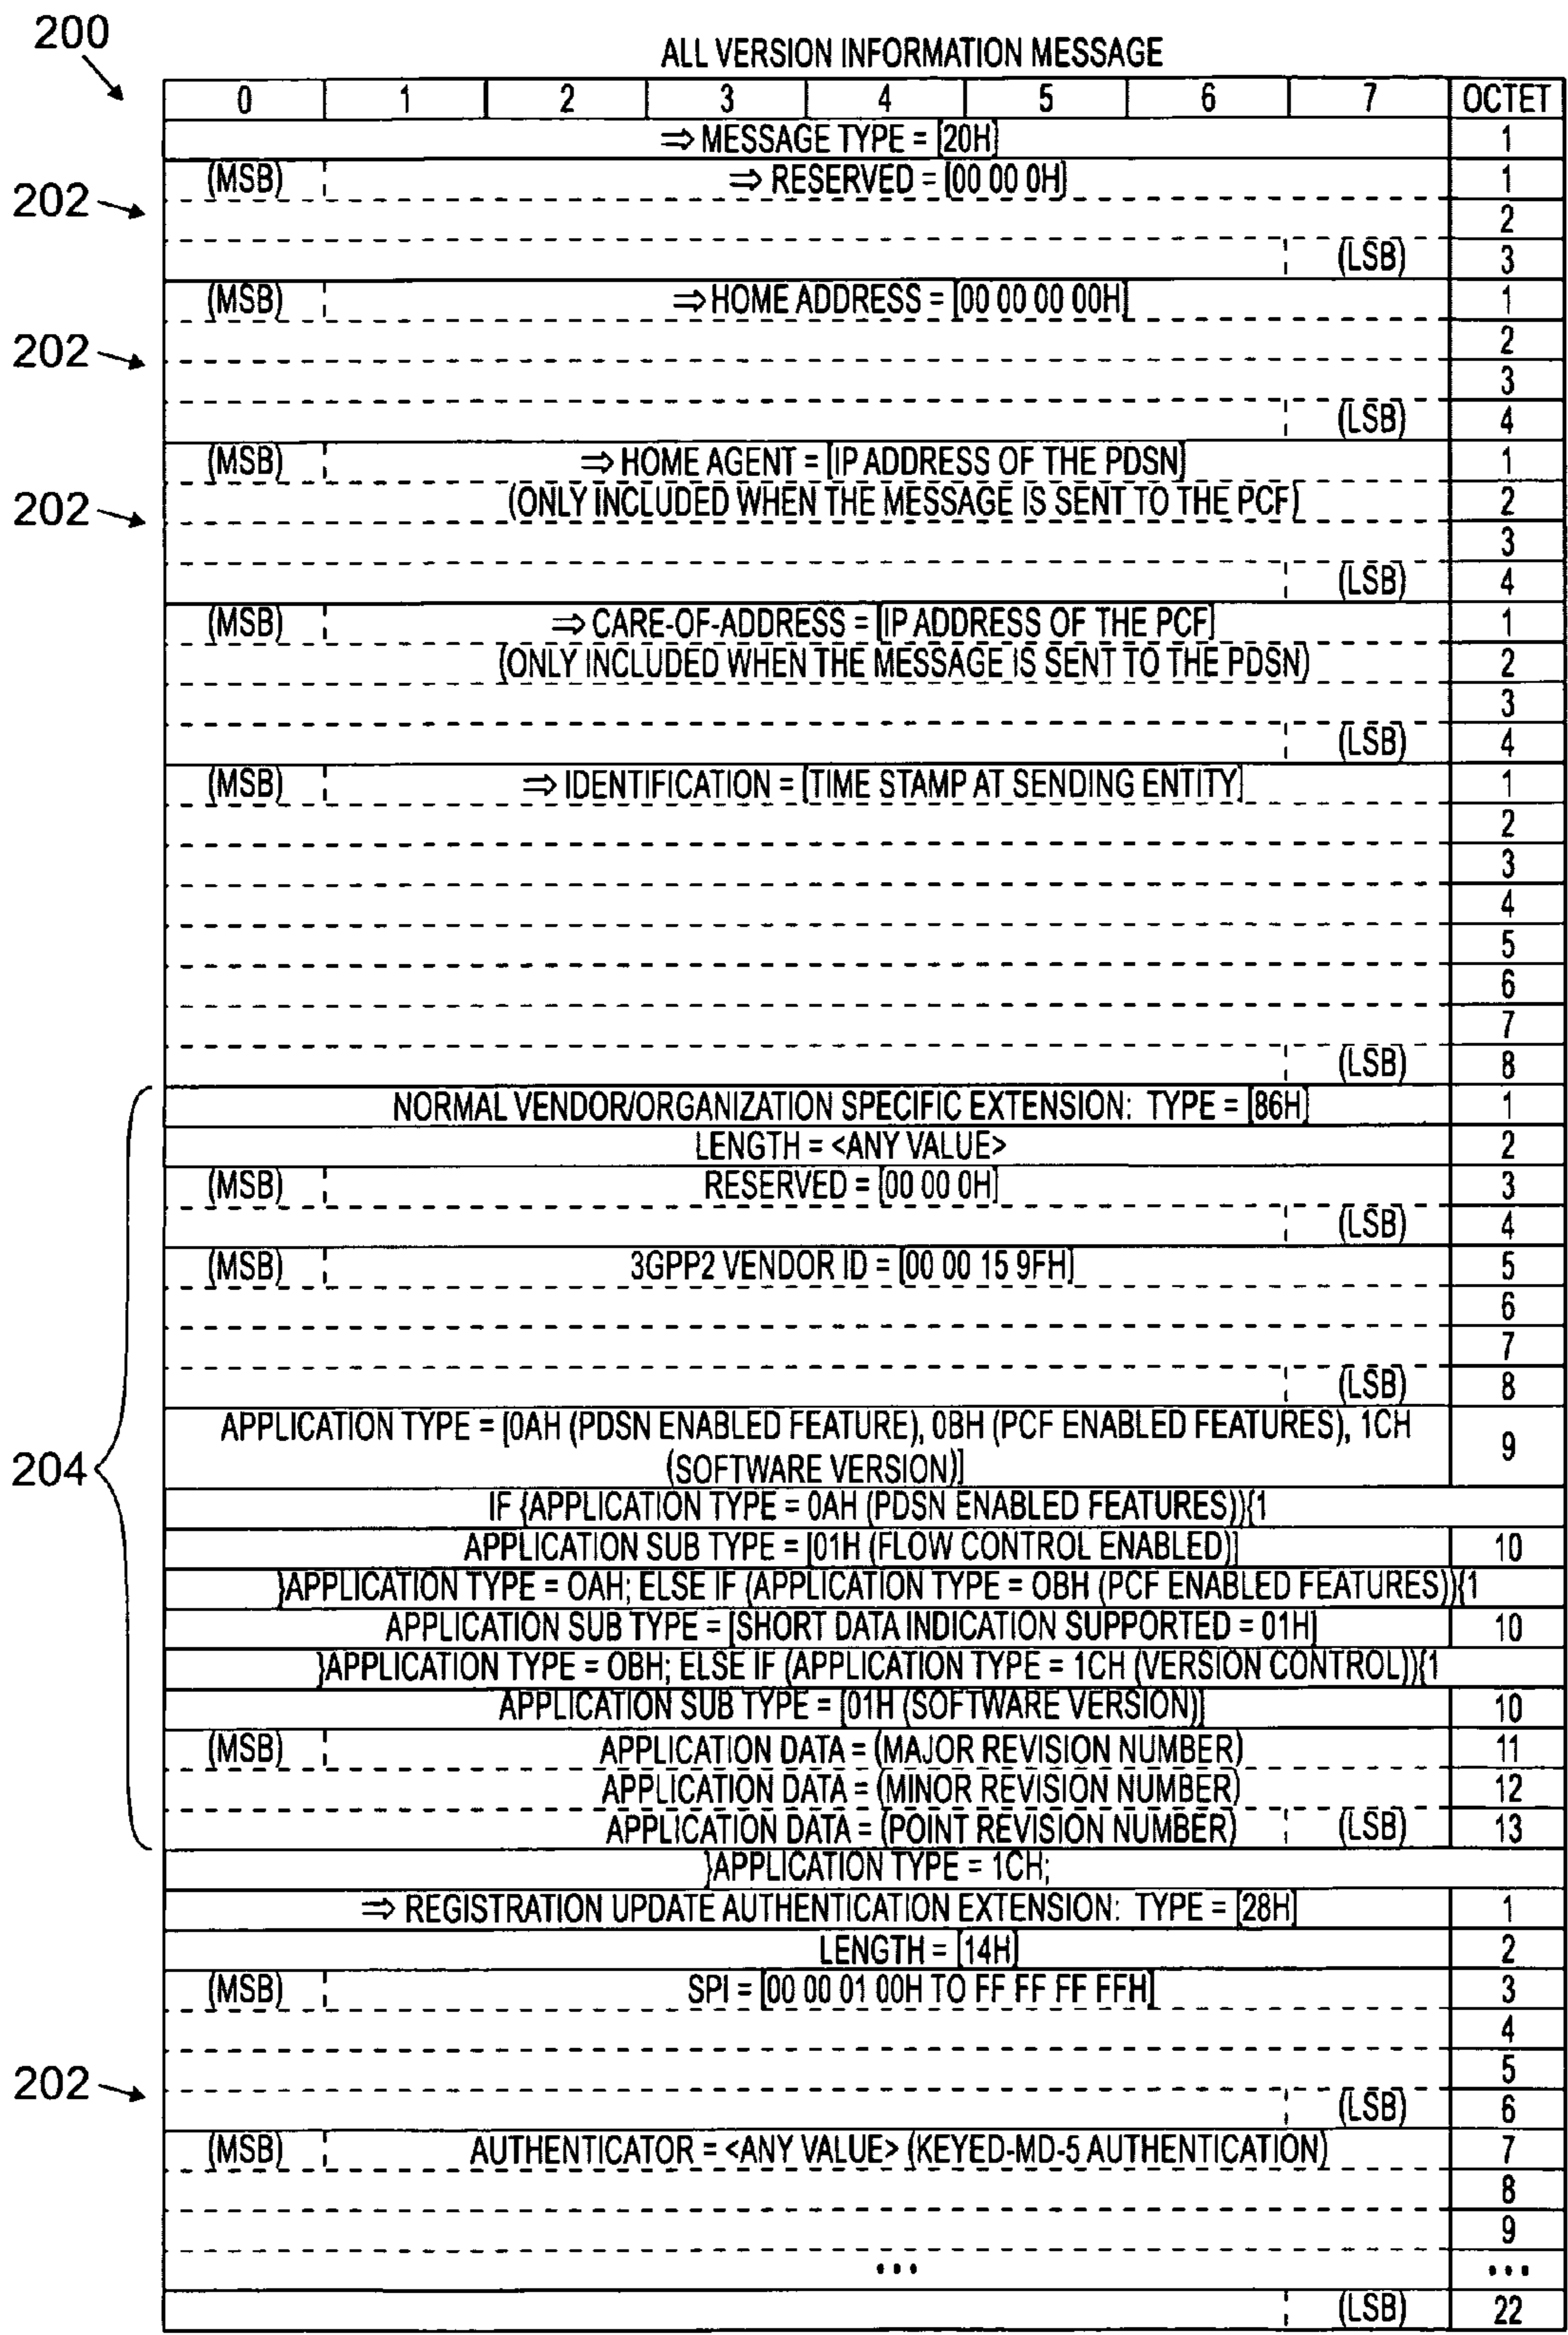 200
ALL VERSION INFORMATION MESSAGE
0 1 2 3 4 5 6 7 OCTET
⇒ MESSAGE TYPE = [20H] 1
(MSB) ⇒ RESERVED = [00 00 0H] 1
202
2
(LSB) 3
(MSB) ⇒ HOME ADDRESS = [00 00 00 00H] 1
2
202
3
(LSB) 4
(MSB) ⇒ HOME AGENT = [IP ADDRESS OF THE PDSN] 1
202 (ONLY INCLUDED WHEN THE MESSAGE IS SENT TO THE PCF) 2
3
(LSB) 4
(MSB) ⇒ CARE-OF-ADDRESS = [IP ADDRESS OF THE PCF] 1
(ONLY INCLUDED WHEN THE MESSAGE IS SENT TO THE PDSN) 2
3
(LSB) 4
(MSB) ⇒ IDENTIFICATION = [TIME STAMP AT SENDING ENTITY] 1
2
3
4
5
6
7
(LSB) 8
NORMAL VENDOR/ORGANIZATION SPECIFIC EXTENSION: TYPE = [86H] 1
LENGTH = <ANY VALUE> 2
(MSB) RESERVED = [00 00 0H] 3
(LSB) 4
(MSB) 3GPP2 VENDOR ID = [00 00 15 9FH] 5
6
7
(LSB) 8
APPLICATION TYPE = [0AH (PDSN ENABLED FEATURE), 0BH (PCF ENABLED FEATURES), 1CH 9
204 (SOFTWARE VERSION)]
IF {APPLICATION TYPE = 0AH (PDSN ENABLED FEATURES)){1
APPLICATION SUB TYPE = [01H (FLOW CONTROL ENABLED)] 10
}APPLICATION TYPE = OAH; ELSE IF (APPLICATION TYPE = OBH (PCF ENABLED FEATURES)){1
APPLICATION SUB TYPE = [SHORT DATA INDICATION SUPPORTED = 01H] 10
}APPLICATION TYPE = OBH; ELSE IF (APPLICATION TYPE = 1CH (VERSION CONTROL)){1
APPLICATION SUB TYPE = [01H (SOFTWARE VERSION)] 10
(MSB) APPLICATION DATA = (MAJOR REVISION NUMBER) 11
APPLICATION DATA = (MINOR REVISION NUMBER) 12
APPLICATION DATA = (POINT REVISION NUMBER) (LSB) 13
}APPLICATION TYPE = 1CH;
⇒ REGISTRATION UPDATE AUTHENTICATION EXTENSION: TYPE = [28H] 1
LENGTH = [14H] 2
(MSB) SPI = [00 00 01 00H TO FF FF FF FFH] 3
4
5
202
(LSB) 6
(MSB) AUTHENTICATOR = <ANY VALUE> (KEYED-MD-5 AUTHENTICATION) 7
8
9
••• •••
(LSB) 22